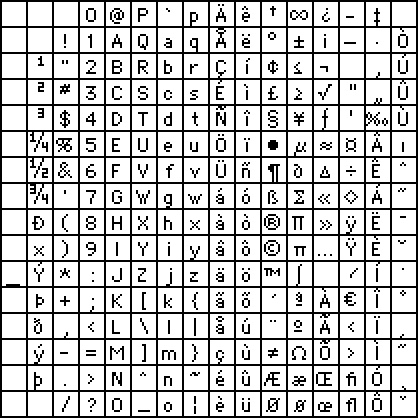 0 @ P ` p Ä ê † ∞ ¿ – ‡
! 1 A Q a q Å ë ° ± ¡ — · Ò
¹ " 2 B R b r Ç í ¢ ≤ ¬ ‚ Ú
² # 3 C S c s É ì £ ≥ √ " „ Û
³ $ 4 D T d t Ñ î § ¥ ƒ ' ‰ Ù
¼ % 5 E U e u Ö ï • µ ≈ ¤ Â ı
½ & 6 F V f v Ü ñ ¶ ∂ ∆ ÷ Ê ˆ
¾ ' 7 G W g w á ó ß Σ « ◊ Á ˜
Ð ( 8 H X h x à ò ® Π » ÿ Ë ¯
× ) 9 I Y i y â ô © π … Ÿ È ˘
_ Ý * : J Z j z ä ö ™ ∫ / Í ˙
Þ + ; K [ k { ã õ ´ ª À € Î ˚
ð , < L \ l | å ú ¨ º Ã ‹ Ï ¸
ý - = M ] m } ç ù ≠ Ω Õ › Ì ˝
þ . > N ^ n ~ é û Æ æ Œ fi Ó ˛
/ ? O _ o ¦ è ü Ø ø œ fl Ô ˇ